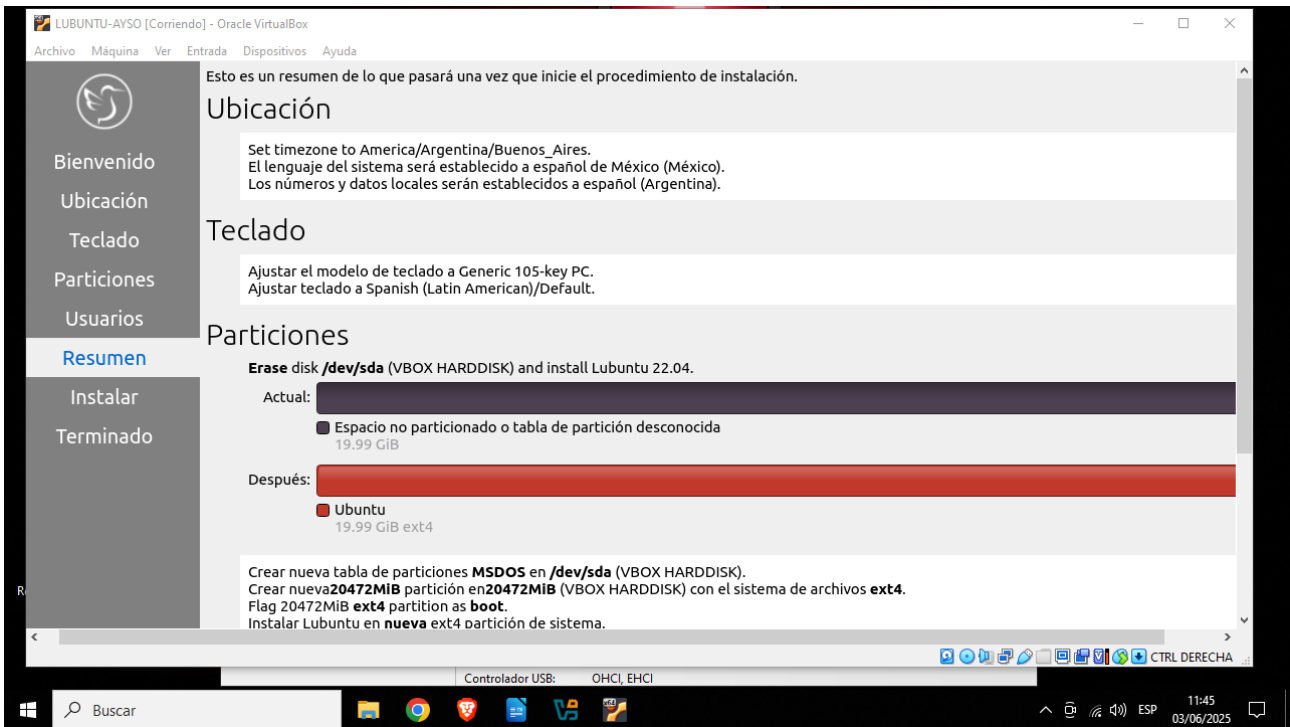 LUBUNTU-AYSO [Corriendo] - Oracle VirtualBox
Archivo Máquina Ver Entrada Dispositivos Ayuda
Bienvenido
Ubicación
Teclado
Particiones
Usuarios
Resumen
Instalar
Terminado
Esto es un resumen de lo que pasará una vez que inicie el procedimiento de instalación.
Ubicación
Set timezone to America/Argentina/Buenos_Aires.
El lenguaje del sistema será establecido a español de México (México).
Los números y datos locales serán establecidos a español (Argentina).
Teclado
Ajustar el modelo de teclado a Generic 105-key PC.
Ajustar teclado a Spanish (Latin American)/Default.
Particiones
Erase disk /dev/sda (VBOX HARDDISK) and install Lubuntu 22.04.
Actual:
Espacio no particionado o tabla de partición desconocida
19.99 GiB
Después:
Ubuntu
19.99 GiB ext4
Crear nueva tabla de particiones MSDOS en /dev/sda (VBOX HARDDISK).
Crear nueva20472MiB partición en20472MiB (VBOX HARDDISK) con el sistema de archivos ext4.
Flag 20472MiB ext4 partition as boot.
Instalar Lubuntu en nueva ext4 partición de sistema.
CTRL DERECHA
Controlador USB: OHCI, EHCI
Buscar
ESP
11:45
03/06/2025